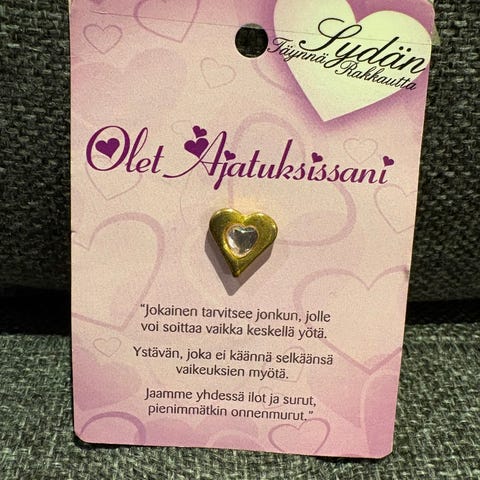 Sydän
Täynnä
Rakkautta
Olet Ajatuksissani
"Jokainen tarvitsee jonkun, jolle
voi soittaa vaikka keskellä yötä.
Ystävän, joka ei käännä selkäänsä
vaikeuksien myötä.
Jaamme yhdessä ilot ja surut,
pienimmätkin onnenmurut."